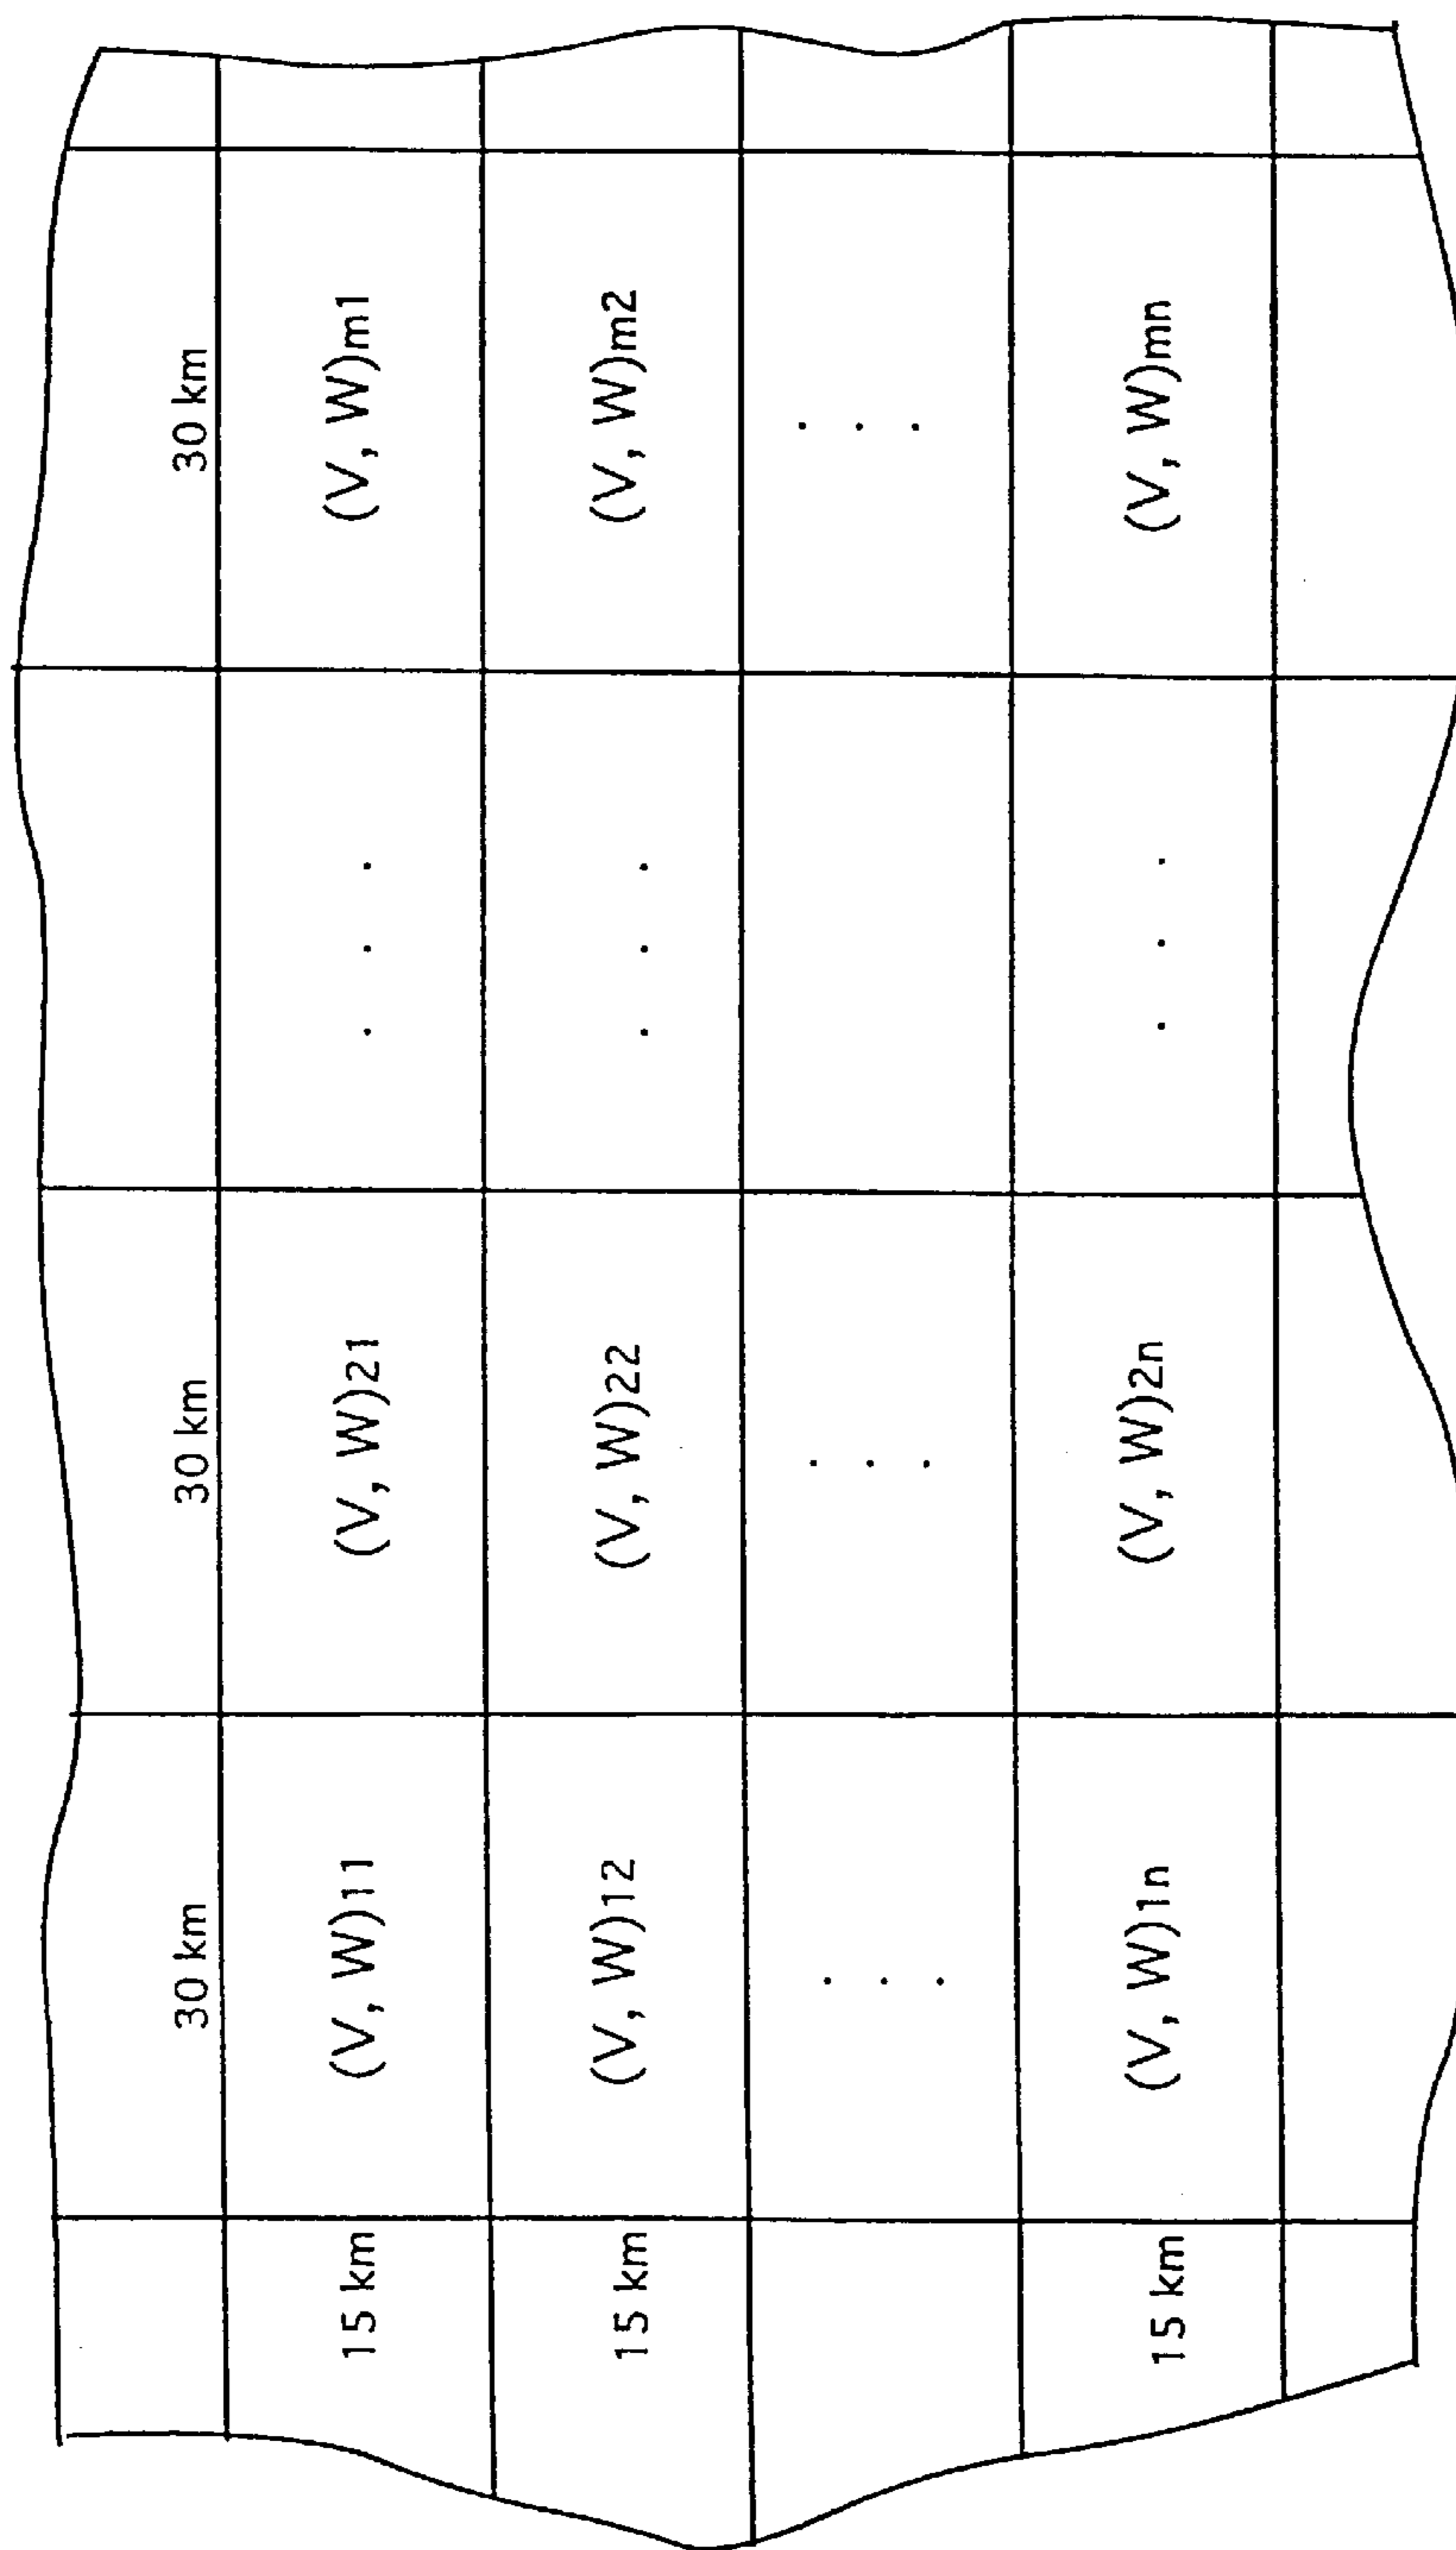 30 km 30 km 30 km
15 km (V, W)11 (V, W)21 . . . (V, W)m1
15 km (V, W)12 (V, W)22 . . . (V, W)m2
. . .
. . .
. . .
15 km (V, W)1n (V, W)2n . . . (V, W)mn